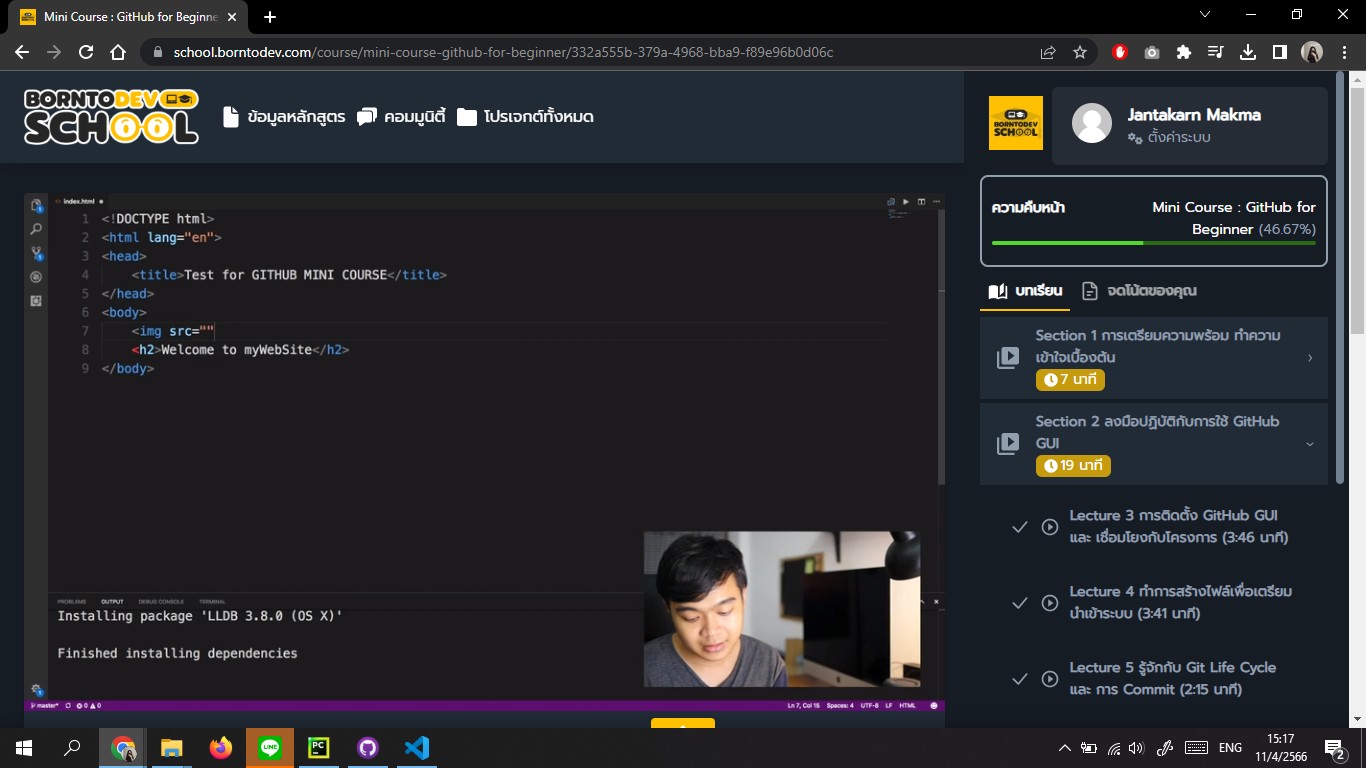 Mini Course : GitHub for Beginne
school.borntodev.com/course/mini-course-github-for-beginner/332a555b-379a-4968-bba9-f89e96b0d06c
BORNTODEV
SCHOOL
ข้อมูลหลักสูตร
คอมมูนิตี้
โปรเจกต์ทั้งหมด
BORNTODEV
SCHOOL
Jantakarn Makma
ตั้งค่าระบบ
ความคืบหน้า
Mini Course : GitHub for
Beginner (46.67%)
บทเรียน
จดโน้ตของคุณ
Section 1 การเตรียมความพร้อม ทำความ
เข้าใจเบื้องต้น
7 นาที
Section 2 ลงมือปฏิบัติกับการใช้ GitHub
GUI
19 นาที
Lecture 3 การติดตั้ง GitHub GUI
และ เชื่อมโยงกับโครงการ (3:46 นาที)
Lecture 4 ทำการสร้างไฟล์เพื่อเตรียม
นำเข้าระบบ (3:41 นาที)
Lecture 5 รู้จักกับ Git Life Cycle
และ การ Commit (2:15 นาที)
index.html
1 <!DOCTYPE html>
2 <html lang="en">
3 <head>
4 <title>Test for GITHUB MINI COURSE</title>
5 </head>
6 <body>
7 <img src=""
8 <h2>Welcome to myWebSite</h2>
9 </body>
PROBLEMS OUTPUT DEBUG CONSOLE TERMINAL
Installing package 'LLDB 3.8.0 (OS X)'
Finished installing dependencies
master* 0 0 Ln 7, Col 15 Spaces: 4 UTF-8 LF HTML
LINE
PC
ENG
15:17
11/4/2566
2